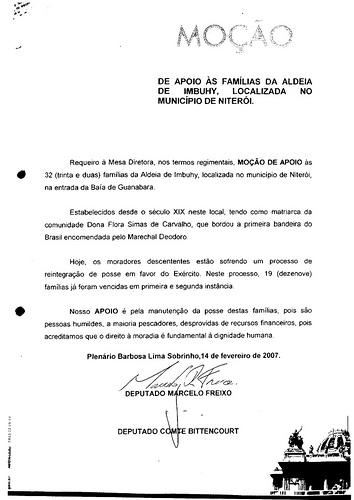 MOÇÃO
DE APOIO ÀS FAMÍLIAS DA ALDEIA
DE IMBUHY, LOCALIZADA NO
MUNICÍPIO DE NITERÓI.
Requeiro à Mesa Diretora, nos termos regimentais, MOÇÃO DE APOIO às
32 (trinta e duas) famílias da Aldeia de Imbuhy, localizada no município de Niterói,
na entrada da Baía de Guanabara.
Estabelecidos desde o século XIX neste local, tendo como matriarca da
comunidade Dona Flora Simas de Carvalho, que bordou a primeira bandeira do
Brasil encomendada pelo Marechal Deodoro.
Hoje, os moradores descendentes estão sofrendo um processo de
reintegração de posse em favor do Exército. Neste processo, 19 (dezenove)
famílias já foram vencidas em primeira e segunda instância.
Nosso APOIO é pela manutenção da posse destas famílias, pois são
pessoas humildes, a maioria pescadores, desprovidas de recursos financeiros, pois
acreditamos que o direito à moradia é fundamental à dignidade humana.
Plenário Barbosa Lima Sobrinho,14 de fevereiro de 2007.
DEPUTADO MARCELO FREIXO
DEPUTADO COMTE BITTENCOURT